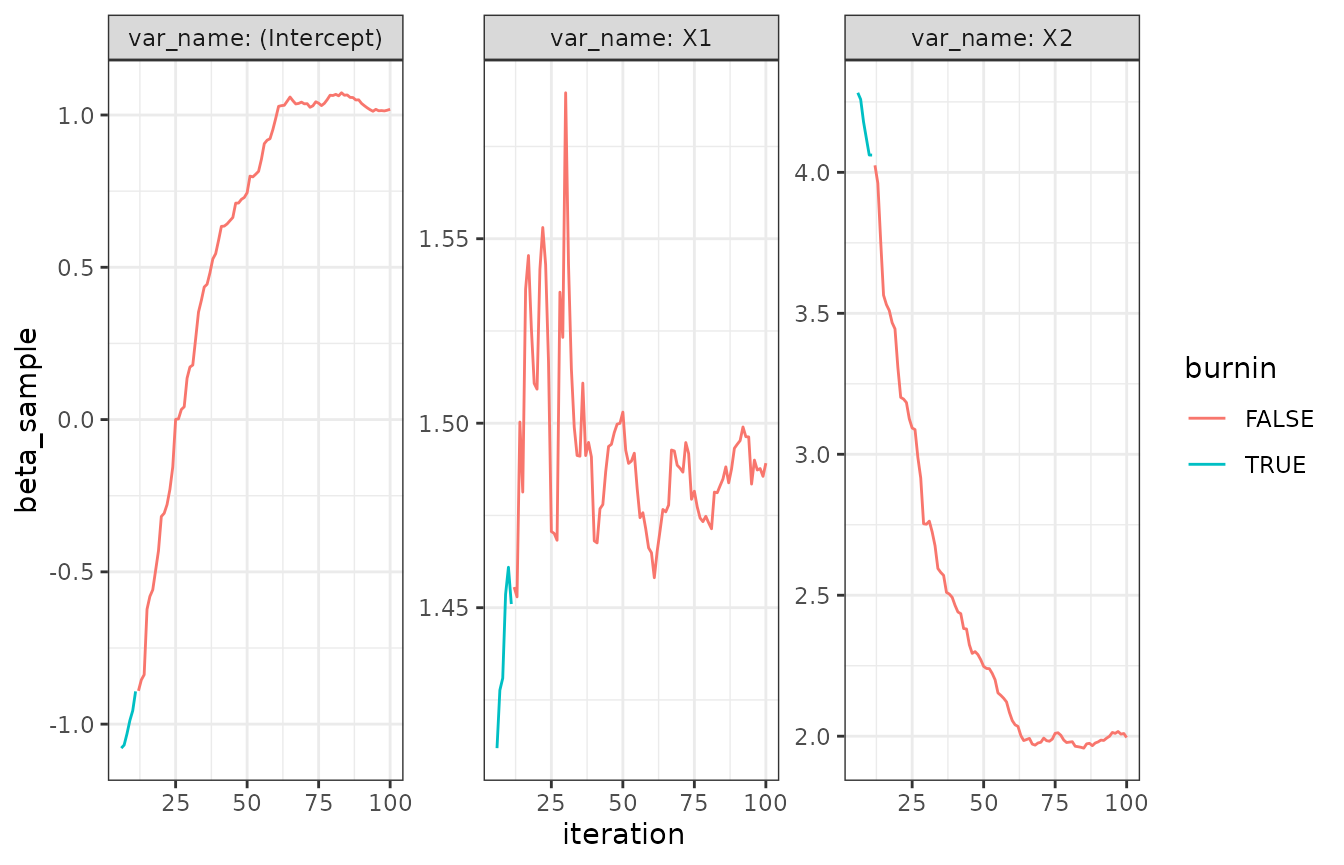 var_name: (Intercept)
var_name: X1
var_name: X2
beta_sample
1.0
0.5
0.0
-0.5
-1.0
1.55
1.50
1.45
4.0
3.5
3.0
2.5
2.0
25 50 75 100
25 50 75 100
25 50 75 100
iteration
burnin
FALSE
TRUE